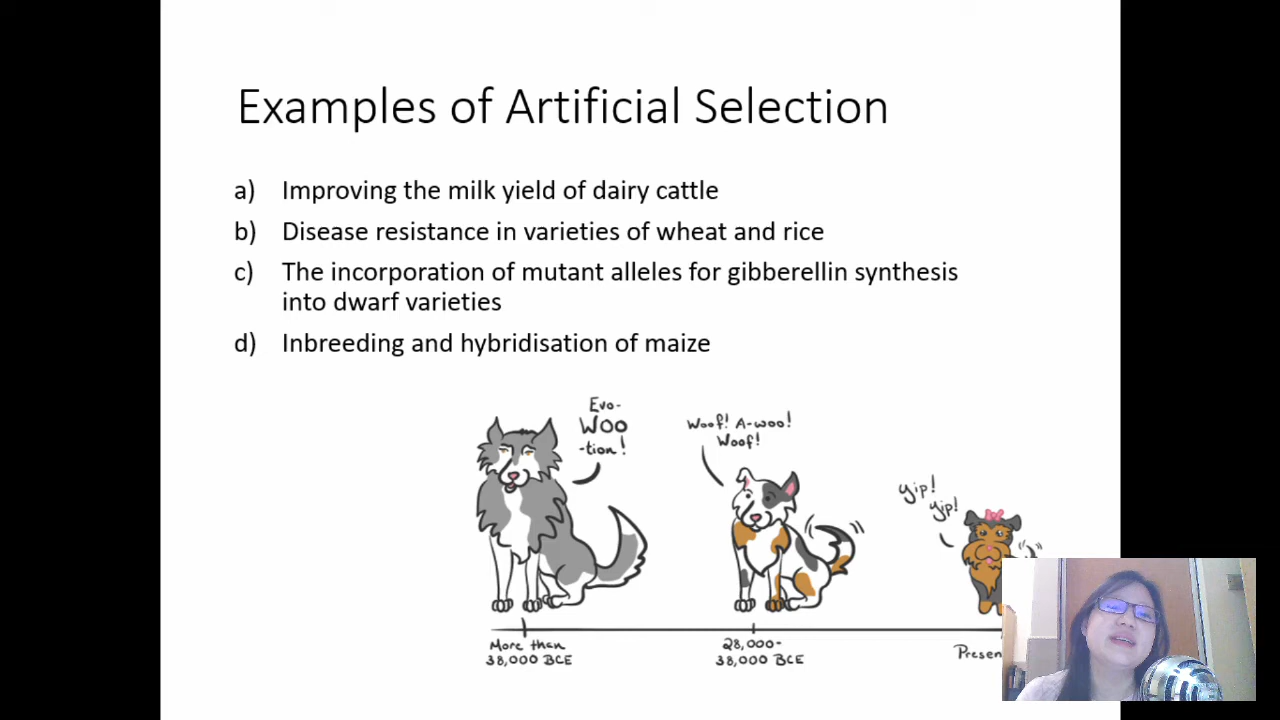 Examples of Artificial Selection
a) Improving the milk yield of dairy cattle
b) Disease resistance in varieties of wheat and rice
c) The incorporation of mutant alleles for gibberellin synthesis
into dwarf varieties
d) Inbreeding and hybridisation of maize
Evo-
Woo
-tion!
Woof! A-woo!
Woof!
Yip!
Yip!
More than
38,000 BCE
28,000-
38,000 BCE